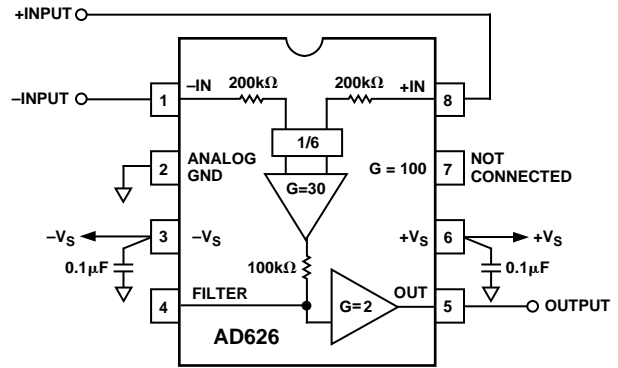 +INPUT
–INPUT
–IN
200kΩ
200kΩ
+IN
1
8
1/6
2
ANALOG
GND
G = 100
7
NOT
CONNECTED
G=30
–VS
3
–VS
+VS
6
+VS
0.1μF
100kΩ
0.1μF
4
FILTER
G=2
OUT
5
OUTPUT
AD626